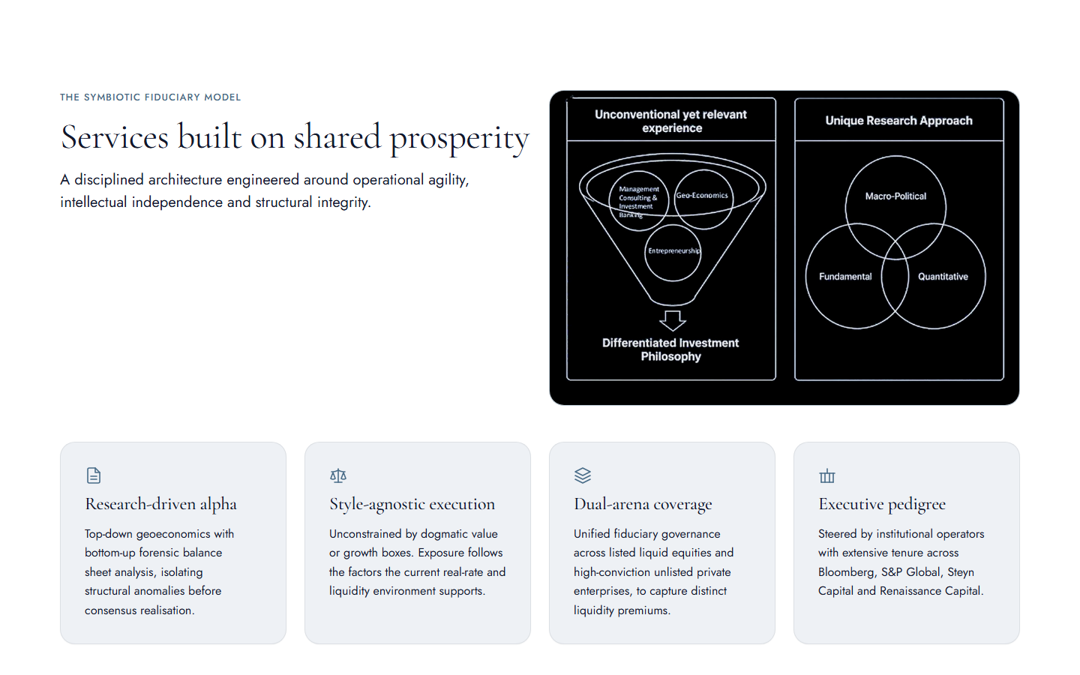 THE SYMBIOTIC FIDUCIARY MODEL
Services built on shared prosperity
A disciplined architecture engineered around operational agility,
intellectual independence and structural integrity.
Unconventional yet relevant
experience
Management
Consulting &
Investment
Banking
Geo-Economics
Entrepreneurship
Differentiated Investment
Philosophy
Unique Research Approach
Macro-Political
Fundamental
Quantitative
Research-driven alpha
Top-down geoeconomics with
bottom-up forensic balance
sheet analysis, isolating
structural anomalies before
consensus realisation.
Style-agnostic execution
Unconstrained by dogmatic value
or growth boxes. Exposure follows
the factors the current real-rate and
liquidity environment supports.
Dual-arena coverage
Unified fiduciary governance
across listed liquid equities and
high-conviction unlisted private
enterprises, to capture distinct
liquidity premiums.
Executive pedigree
Steered by institutional operators
with extensive tenure across
Bloomberg, S&P Global, Steyn
Capital and Renaissance Capital.